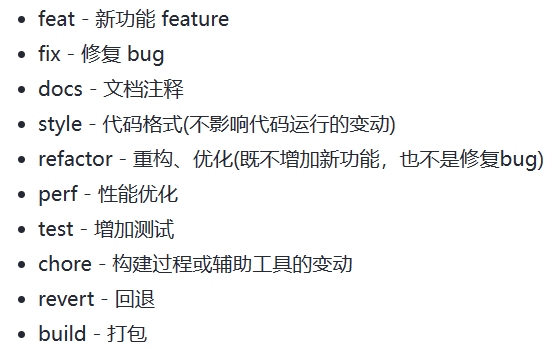 • feat - 新功能 feature
• fix - 修复 bug
• docs - 文档注释
• style - 代码格式(不影响代码运行的变动)
• refactor - 重构、优化(既不增加新功能，也不是修复bug)
• perf - 性能优化
• test - 增加测试
• chore - 构建过程或辅助工具的变动
• revert - 回退
• build - 打包